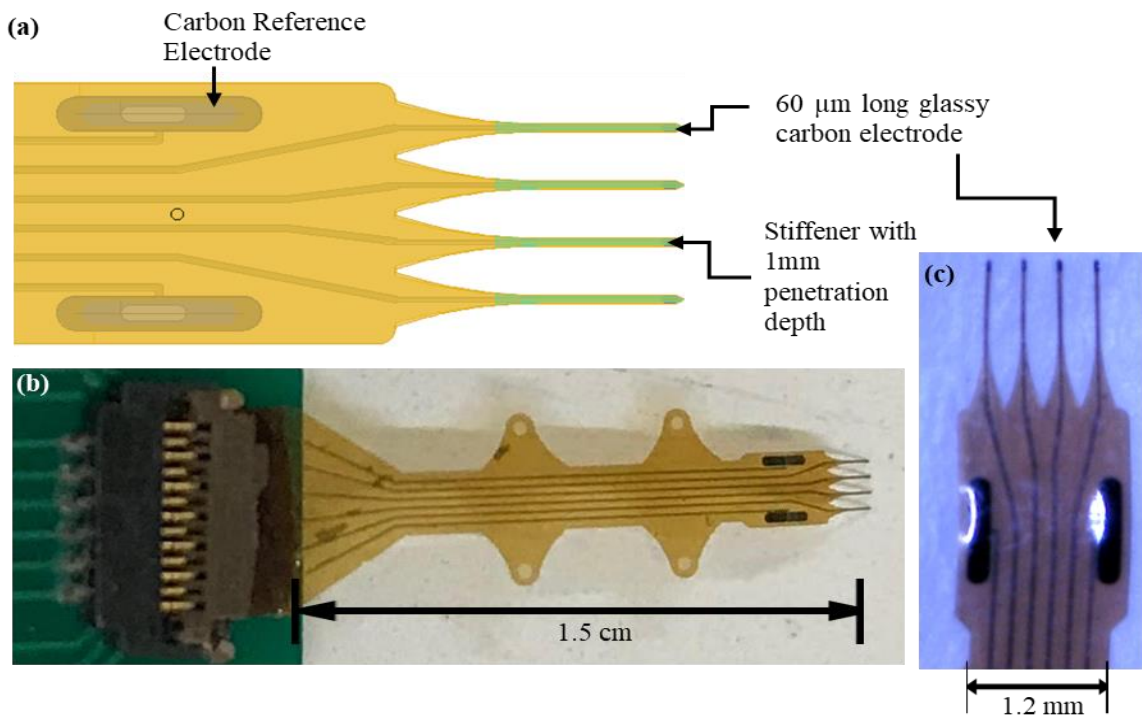 (a)
Carbon Reference
Electrode
60 µm long glassy
carbon electrode
Stiffener with
1mm
penetration
depth
(b)
1.5 cm
(c)
1.2 mm